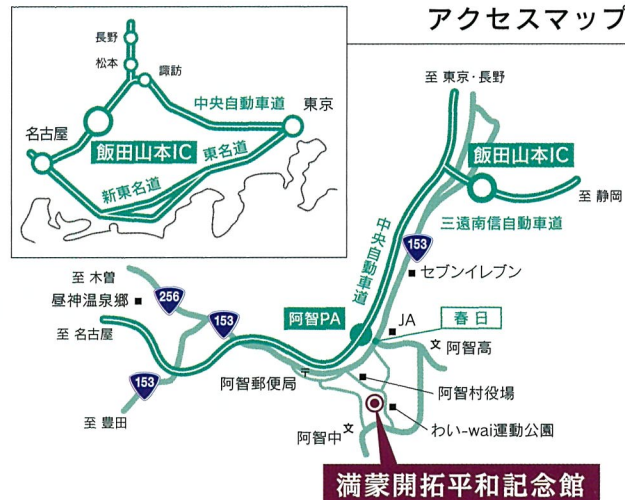 アクセスマップ
長野
松本
諏訪
中央自動車道
東京
名古屋
飯田山本IC
東名道
新東名道
至 東京・長野
飯田山本IC
至 静岡
三遠南信自動車道
中央自動車道
153
セブンイレブン
至 木曽
昼神温泉郷
256
153
至 名古屋
阿智PA
JA
春日
文 阿智高
153
阿智郵便局
〒
阿智村役場
至 豊田
阿智中 文
わい-wai運動公園
満蒙開拓平和記念館